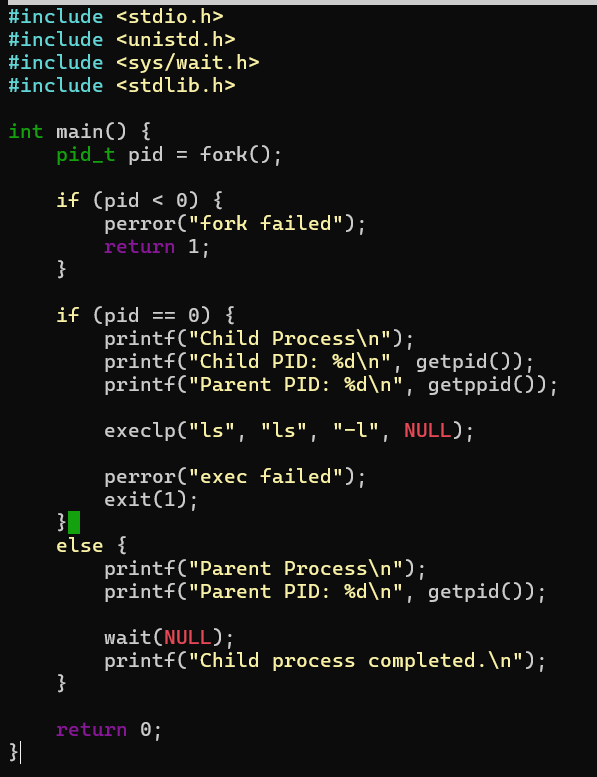 #include <stdio.h>
#include <unistd.h>
#include <sys/wait.h>
#include <stdlib.h>

int main() {
    pid_t pid = fork();

    if (pid < 0) {
        perror("fork failed");
        return 1;
    }

    if (pid == 0) {
        printf("Child Process\n");
        printf("Child PID: %d\n", getpid());
        printf("Parent PID: %d\n", getppid());

        execlp("ls", "ls", "-l", NULL);

        perror("exec failed");
        exit(1);
    }
    else {
        printf("Parent Process\n");
        printf("Parent PID: %d\n", getpid());

        wait(NULL);
        printf("Child process completed.\n");
    }

    return 0;
}